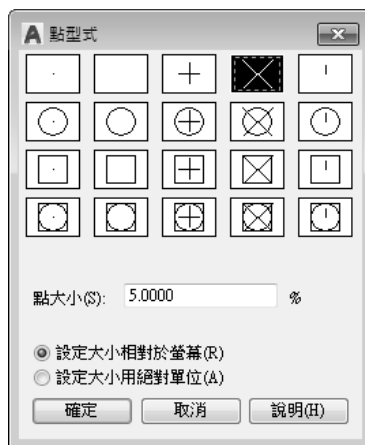 點型式
點大小(S): 5.0000 %
設定大小相對於螢幕(R)
設定大小用絕對單位(A)
確定 取消 說明(H)